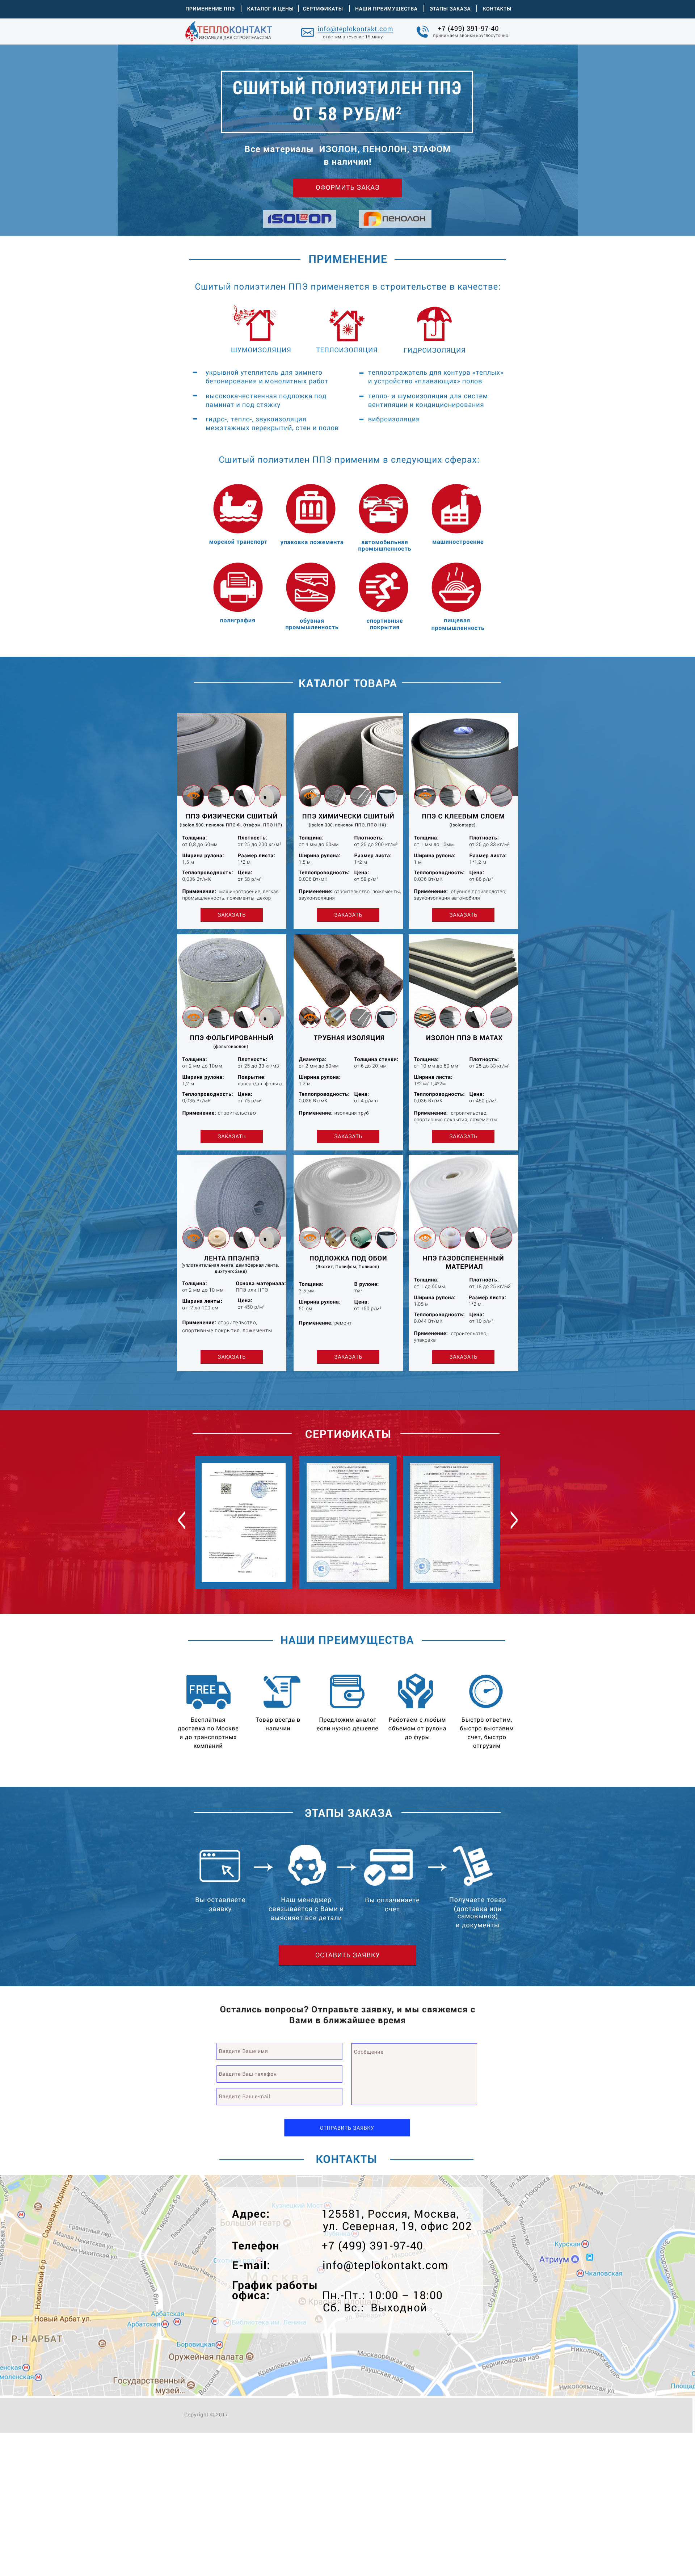 ПРИМЕНЕНИЕ ППЭ | КАТАЛОГ И ЦЕНЫ | СЕРТИФИКАТЫ | НАШИ ПРЕИМУЩЕСТВА | ЭТАПЫ ЗАКАЗА | КОНТАКТЫ
ТЕПЛОКОНТАКТ
ИЗОЛЯЦИЯ ДЛЯ СТРОИТЕЛЬСТВА
info@teplokontakt.com
ответим в течение 15 минут
+7 (499) 391-97-40
принимаем звонки круглосуточно
СШИТЫЙ ПОЛИЭТИЛЕН ППЭ
ОТ 58 РУБ/М²
Все материалы ИЗОЛОН, ПЕНОЛОН, ЭТАФОМ
в наличии!
ОФОРМИТЬ ЗАКАЗ
ISOLON
ПЕНОЛОН
ПРИМЕНЕНИЕ
Сшитый полиэтилен ППЭ применяется в строительстве в качестве:
ШУМОИЗОЛЯЦИЯ
ТЕПЛОИЗОЛЯЦИЯ
ГИДРОИЗОЛЯЦИЯ
укрывной утеплитель для зимнего
бетонирования и монолитных работ
высококачественная подложка под
ламинат и под стяжку
гидро-, тепло-, звукоизоляция
межэтажных перекрытий, стен и полов
теплоотражатель для контура «теплых»
и устройство «плавающих» полов
тепло- и шумоизоляция для систем
вентиляции и кондиционирования
виброизоляция
Сшитый полиэтилен ППЭ применим в следующих сферах:
морской транспорт
упаковка ложемента
автомобильная
промышленность
машиностроение
полиграфия
обувная
промышленность
спортивные
покрытия
пищевая
промышленность
КАТАЛОГ ТОВАРА
ППЭ ФИЗИЧЕСКИ СШИТЫЙ
(isolon 500, пенолон ППЭ-Ф, Этафом, ППЭ НР)
Толщина: Плотность:
от 0,6 до 60мм от 25 до 200 кг/м³
Ширина рулона: Размер листа:
1,5 м 1*2 м
Теплопроводность: Цена:
0,036 Вт/мК от 58 р/м²
Применение: машиностроение, легкая
промышленность, ложементы, декор
ЗАКАЗАТЬ
ППЭ ХИМИЧЕСКИ СШИТЫЙ
(isolon 300, пенолон ППЭ, ППЭ НХ)
Толщина: Плотность:
от 4 мм до 60мм от 25 до 200 кг/м³
Ширина рулона: Размер листа:
1,5 м 1*2 м
Теплопроводность: Цена:
0,036 Вт/мК от 58 р/м²
Применение: строительство, ложементы,
звукоизоляция
ЗАКАЗАТЬ
ППЭ С КЛЕЕВЫМ СЛОЕМ
(isolontape)
Толщина: Плотность:
от 1 мм до 10мм от 25 до 33 кг/м³
Ширина рулона: Размер листа:
1 м 1*1,2 м
Теплопроводность: Цена:
0,036 Вт/мК от 86 р/м²
Применение: обувное производство,
звукоизоляция автомобиля
ЗАКАЗАТЬ
ППЭ ФОЛЬГИРОВАННЫЙ
(фольгоизолон)
Толщина: Плотность:
от 2 мм до 10мм от 25 до 33 кг/м3
Ширина рулона: Покрытие:
1,2 м лавсан/ал. фольга
Теплопроводность: Цена:
0,036 Вт/мК от 75 р/м²
Применение: строительство
ЗАКАЗАТЬ
ТРУБНАЯ ИЗОЛЯЦИЯ
Диаметра: Толщина стенки:
от 2 мм до 50мм от 6 до 20 мм
Ширина рулона:
1,2 м
Теплопроводность: Цена:
0,036 Вт/мК от 4 р/м.п.
Применение: изоляция труб
ЗАКАЗАТЬ
ИЗОЛОН ППЭ В МАТАХ
Толщина: Плотность:
от 10 мм до 60 мм от 25 до 33 кг/м³
Ширина листа:
1*2 м/ 1,4*2м
Теплопроводность: Цена:
0,036 Вт/мК от 450 р/м²
Применение: строительство,
спортивные покрытия, ложементы
ЗАКАЗАТЬ
ЛЕНТА ППЭ/НПЭ
(уплотнительная лента, демпферная лента,
дихтунгсбанд)
Толщина: Основа материала:
от 2 мм до 10 мм ППЭ или НПЭ
Ширина ленты: Цена:
от 2 до 100 см от 450 р/м²
Применение: строительство,
спортивные покрытия, ложементы
ЗАКАЗАТЬ
ПОДЛОЖКА ПОД ОБОИ
(Экохит, Полифом, Полизол)
Толщина: В рулоне:
3-5 мм 7м²
Ширина рулона: Цена:
50 см от 150 р/м²
Применение: ремонт
ЗАКАЗАТЬ
НПЭ ГАЗОВСПЕНЕННЫЙ
МАТЕРИАЛ
Толщина: Плотность:
от 1 до 60мм от 18 до 25 кг/м3
Ширина рулона: Размер листа:
1,05 м 1*2 м
Теплопроводность: Цена:
0,044 Вт/мК от 10 р/м²
Применение: строительство,
упаковка
ЗАКАЗАТЬ
СЕРТИФИКАТЫ
НАШИ ПРЕИМУЩЕСТВА
FREE
Бесплатная
доставка по Москве
и до транспортных
компаний
Товар всегда в
наличии
Предложим аналог
если нужно дешевле
Работаем с любым
объемом от рулона
до фуры
Быстро ответим,
быстро выставим
счет, быстро
отгрузим
ЭТАПЫ ЗАКАЗА
Вы оставляете
заявку
Наш менеджер
связывается с Вами и
выясняет все детали
Вы оплачиваете
счет
Получаете товар
(доставка или
самовывоз)
и документы
ОСТАВИТЬ ЗАЯВКУ
Остались вопросы? Отправьте заявку, и мы свяжемся с
Вами в ближайшее время
Введите Ваше имя
Введите Ваш телефон
Введите Ваш e-mail
Сообщение
ОТПРАВИТЬ ЗАЯВКУ
КОНТАКТЫ
Адрес: 125581, Россия, Москва,
ул. Северная, 19, офис 202
Телефон +7 (499) 391-97-40
E-mail: info@teplokontakt.com
График работы
офиса: Пн.-Пт.: 10:00 – 18:00
Сб. Вс.: Выходной
Садовая-Кудринская
Гранатный пер.
Малая Никитская ул.
Большая Никитская ул.
Новинский б-р
Новый Арбат ул.
Арбатская
Арбатская
Р-Н АРБАТ
Боровицкая
Оружейная палата
Государственный
музей...
Кремлевская наб.
Москворецкая наб.
Раушская наб.
Берниковская наб.
Николоямская ул.
Курская
Атриум
Чкаловская
Москва
Copyright © 2017